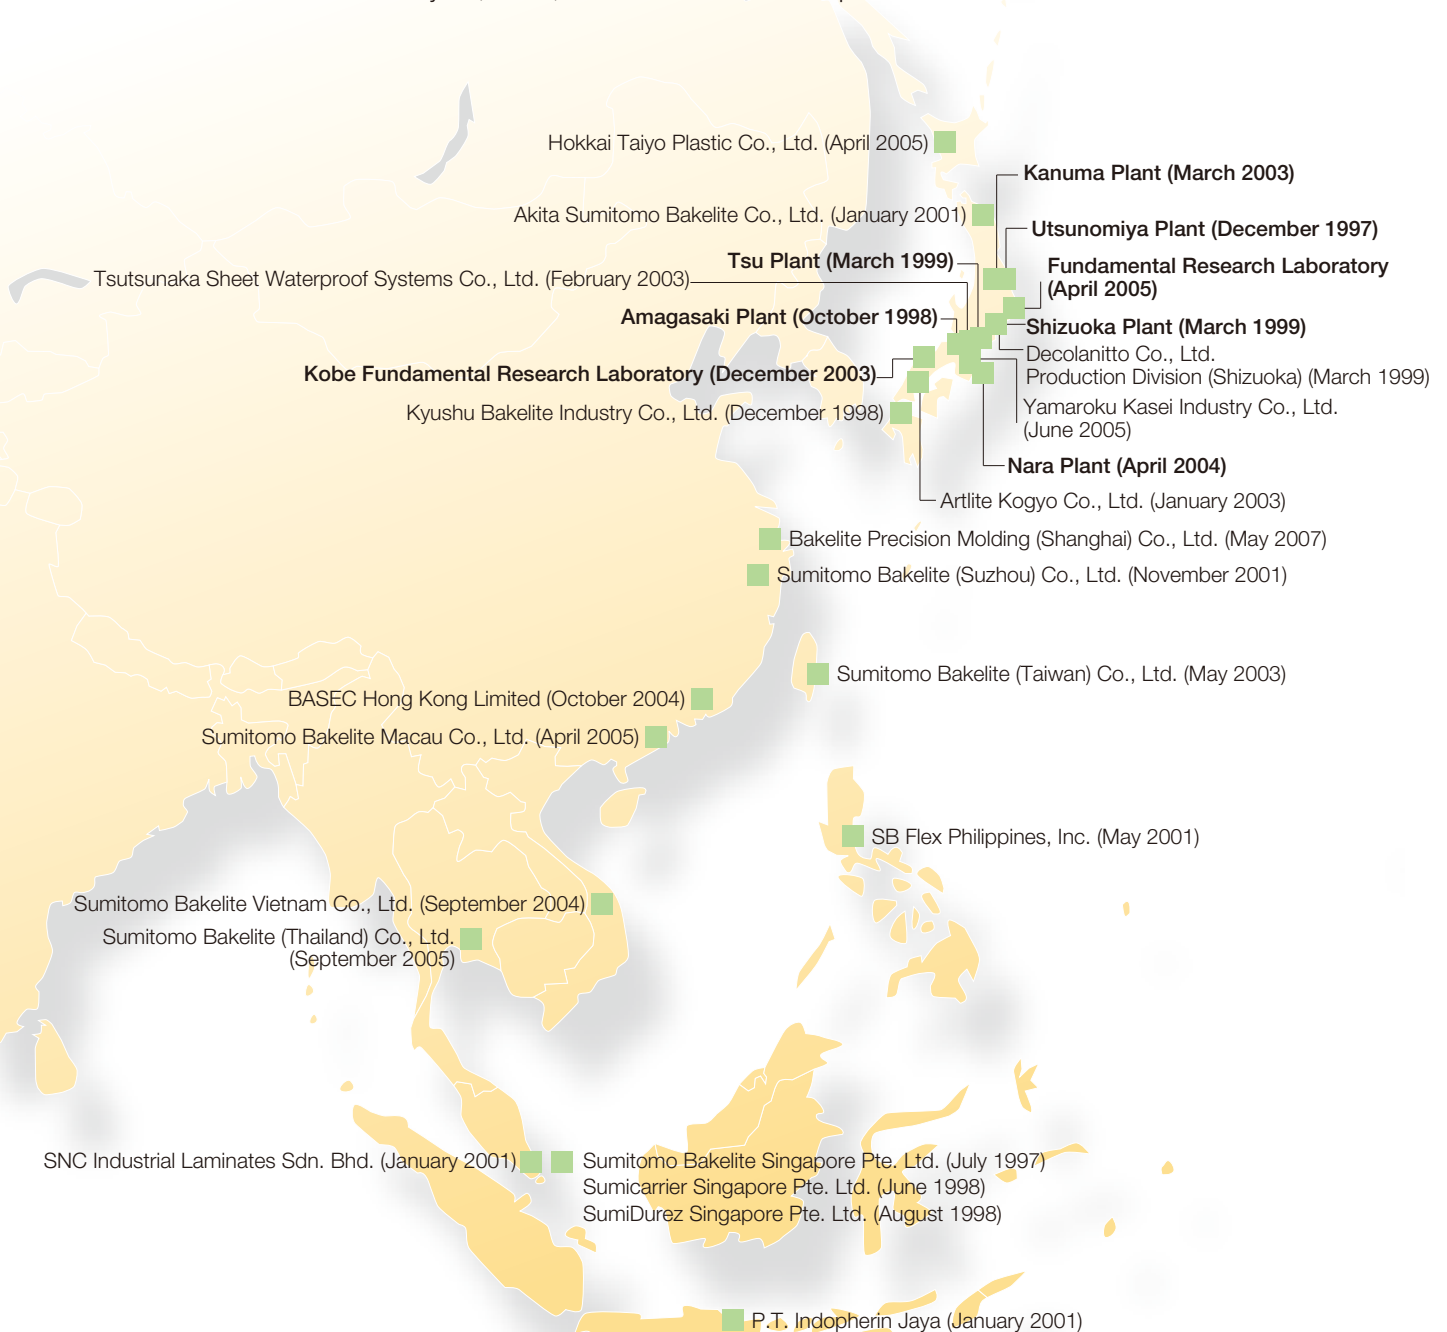 Hokkai Taiyo Plastic Co., Ltd. (April 2005)
Kanuma Plant (March 2003)
Akita Sumitomo Bakelite Co., Ltd. (January 2001)
Utsunomiya Plant (December 1997)
Tsu Plant (March 1999)
Fundamental Research Laboratory
(April 2005)
Tsutsunaka Sheet Waterproof Systems Co., Ltd. (February 2003)
Amagasaki Plant (October 1998)
Shizuoka Plant (March 1999)
Decolanitto Co., Ltd.
Production Division (Shizuoka) (March 1999)
Kobe Fundamental Research Laboratory (December 2003)
Kyushu Bakelite Industry Co., Ltd. (December 1998)
Yamaroku Kasei Industry Co., Ltd.
(June 2005)
Nara Plant (April 2004)
Artlite Kogyo Co., Ltd. (January 2003)
Bakelite Precision Molding (Shanghai) Co., Ltd. (May 2007)
Sumitomo Bakelite (Suzhou) Co., Ltd. (November 2001)
Sumitomo Bakelite (Taiwan) Co., Ltd. (May 2003)
BASEC Hong Kong Limited (October 2004)
Sumitomo Bakelite Macau Co., Ltd. (April 2005)
SB Flex Philippines, Inc. (May 2001)
Sumitomo Bakelite Vietnam Co., Ltd. (September 2004)
Sumitomo Bakelite (Thailand) Co., Ltd.
(September 2005)
SNC Industrial Laminates Sdn. Bhd. (January 2001)
Sumitomo Bakelite Singapore Pte. Ltd. (July 1997)
Sumicarrier Singapore Pte. Ltd. (June 1998)
SumiDurez Singapore Pte. Ltd. (August 1998)
P.T. Indopherin Jaya (January 2001)